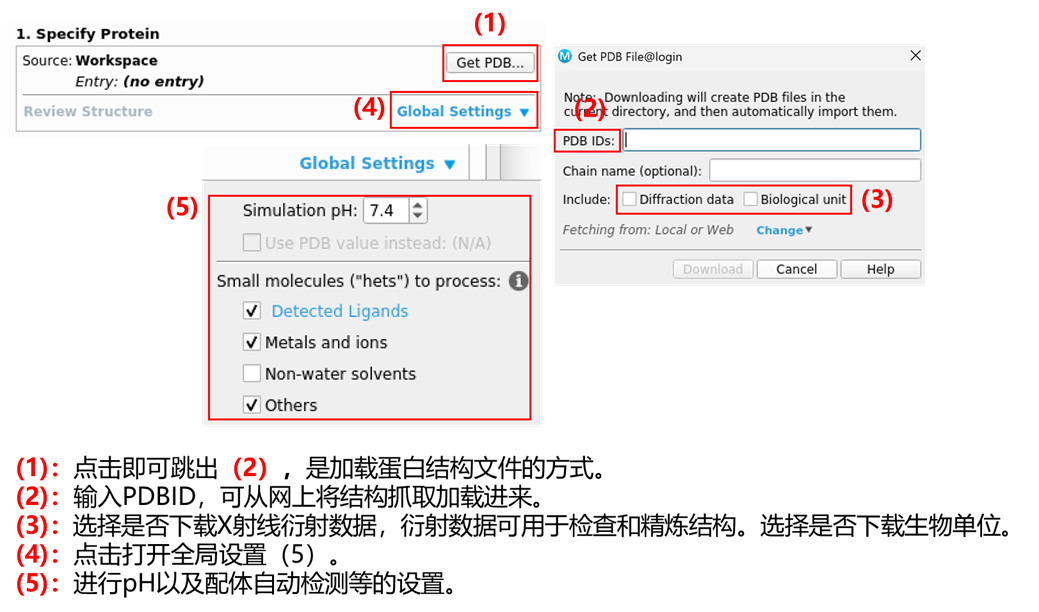 (1)
1. Specify Protein
Source: Workspace
Get PDB...
Entry: (no entry)
Review Structure
(4)
Global Settings ▼
Get PDB File@login
Note: Downloading will create PDB files in the
(2)
current directory, and then automatically import them.
PDB IDs:
Chain name (optional):
Include:
Diffraction data
Biological unit
(3)
Fetching from: Local or Web
Change▼
Download
Cancel
Help
Global Settings ▼
(5)
Simulation pH: 7.4
Use PDB value instead: (N/A)
Small molecules ("hets") to process:
Detected Ligands
Metals and ions
Non-water solvents
Others
(1)：点击即可跳出（2），是加载蛋白结构文件的方式。
(2)：输入PDBID，可从网上将结构抓取加载进来。
(3)：选择是否下载X射线衍射数据，衍射数据可用于检查和精炼结构。选择是否下载生物单位。
(4)：点击打开全局设置（5）。
(5)：进行pH以及配体自动检测等的设置。